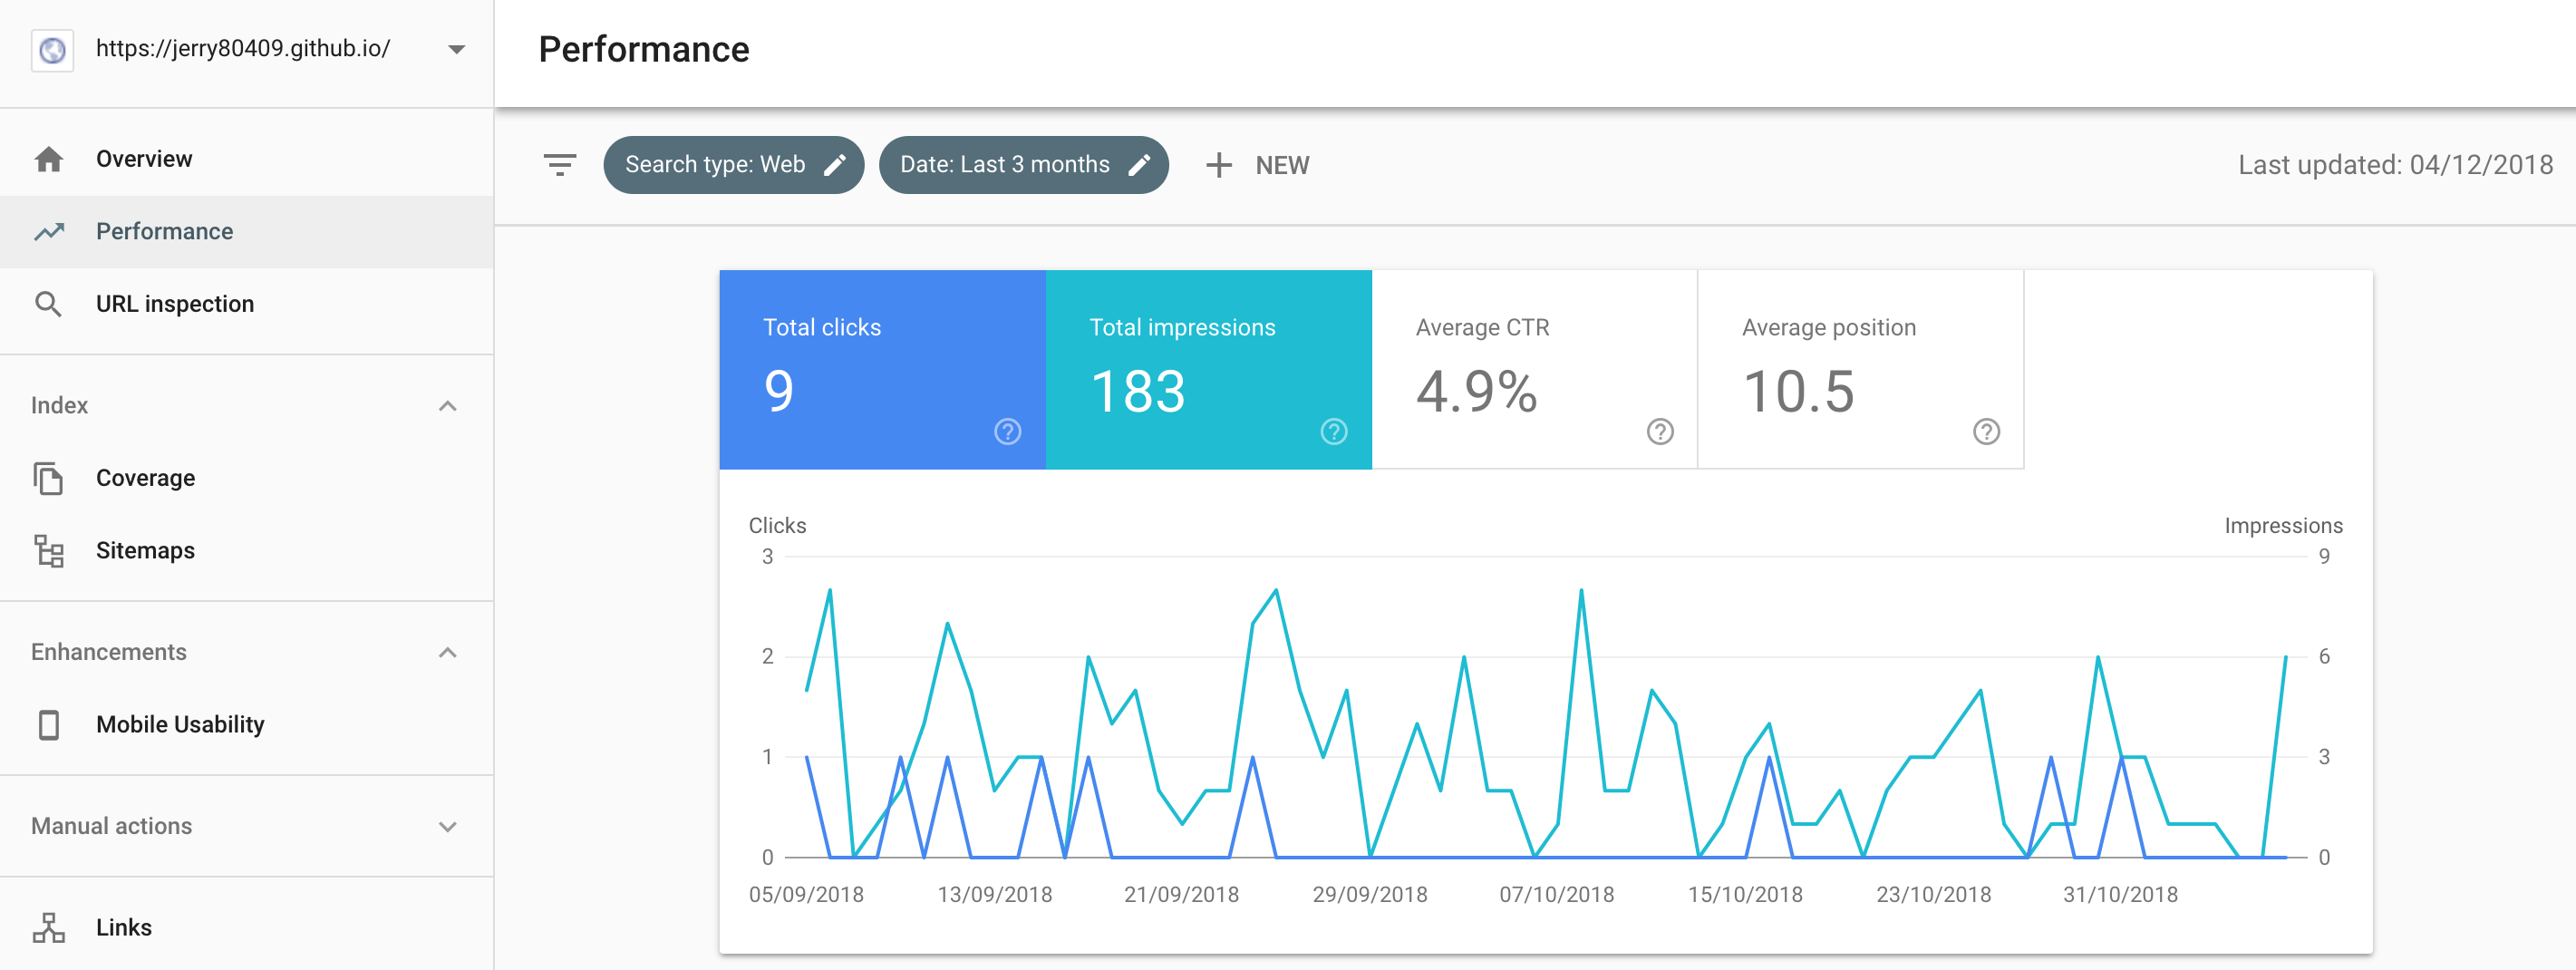 https://jerry80409.github.io/
Performance
Overview
Performance
URL inspection
Index
Coverage
Sitemaps
Enhancements
Mobile Usability
Manual actions
Links
Search type: Web
Date: Last 3 months
NEW
Last updated: 04/12/2018
Total clicks
9
Total impressions
183
Average CTR
4.9%
Average position
10.5
Clicks
Impressions
3
9
2
6
1
3
0
0
05/09/2018
13/09/2018
21/09/2018
29/09/2018
07/10/2018
15/10/2018
23/10/2018
31/10/2018